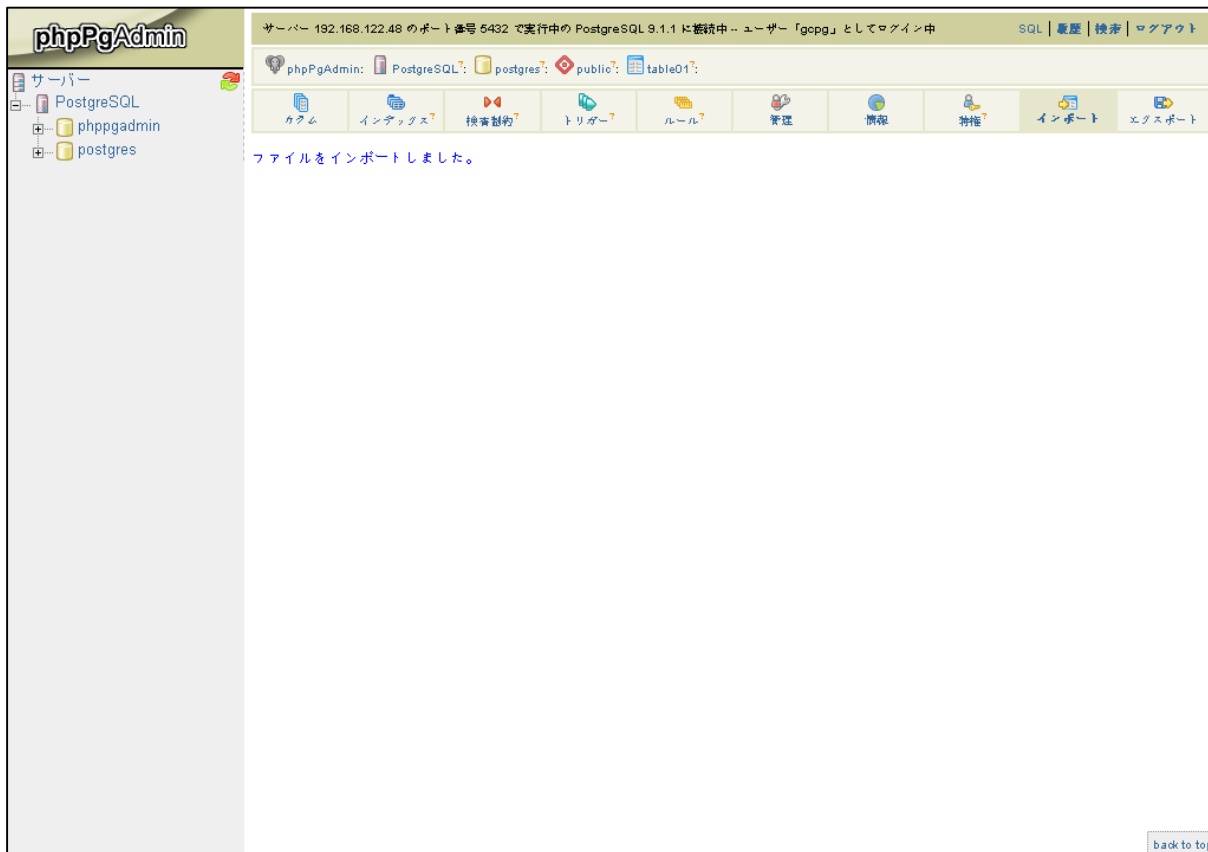 phpPgAdmin
サーバー
PostgreSQL
phppgadmin
postgres
サーバー 192.168.122.48 のポート番号 5432 で実行中の PostgreSQL 9.1.1 に接続中 -- ユーザー「gopg」としてログイン中
SQL | 履歴 | 検索 | ログアウト
phpPgAdmin: PostgreSQL?: postgres?: public?: table01?:
カラム インデックス? 検査制約? トリガー? ルール? 管理 情報 特権? インポート エクスポート
ファイルをインポートしました。
back to top